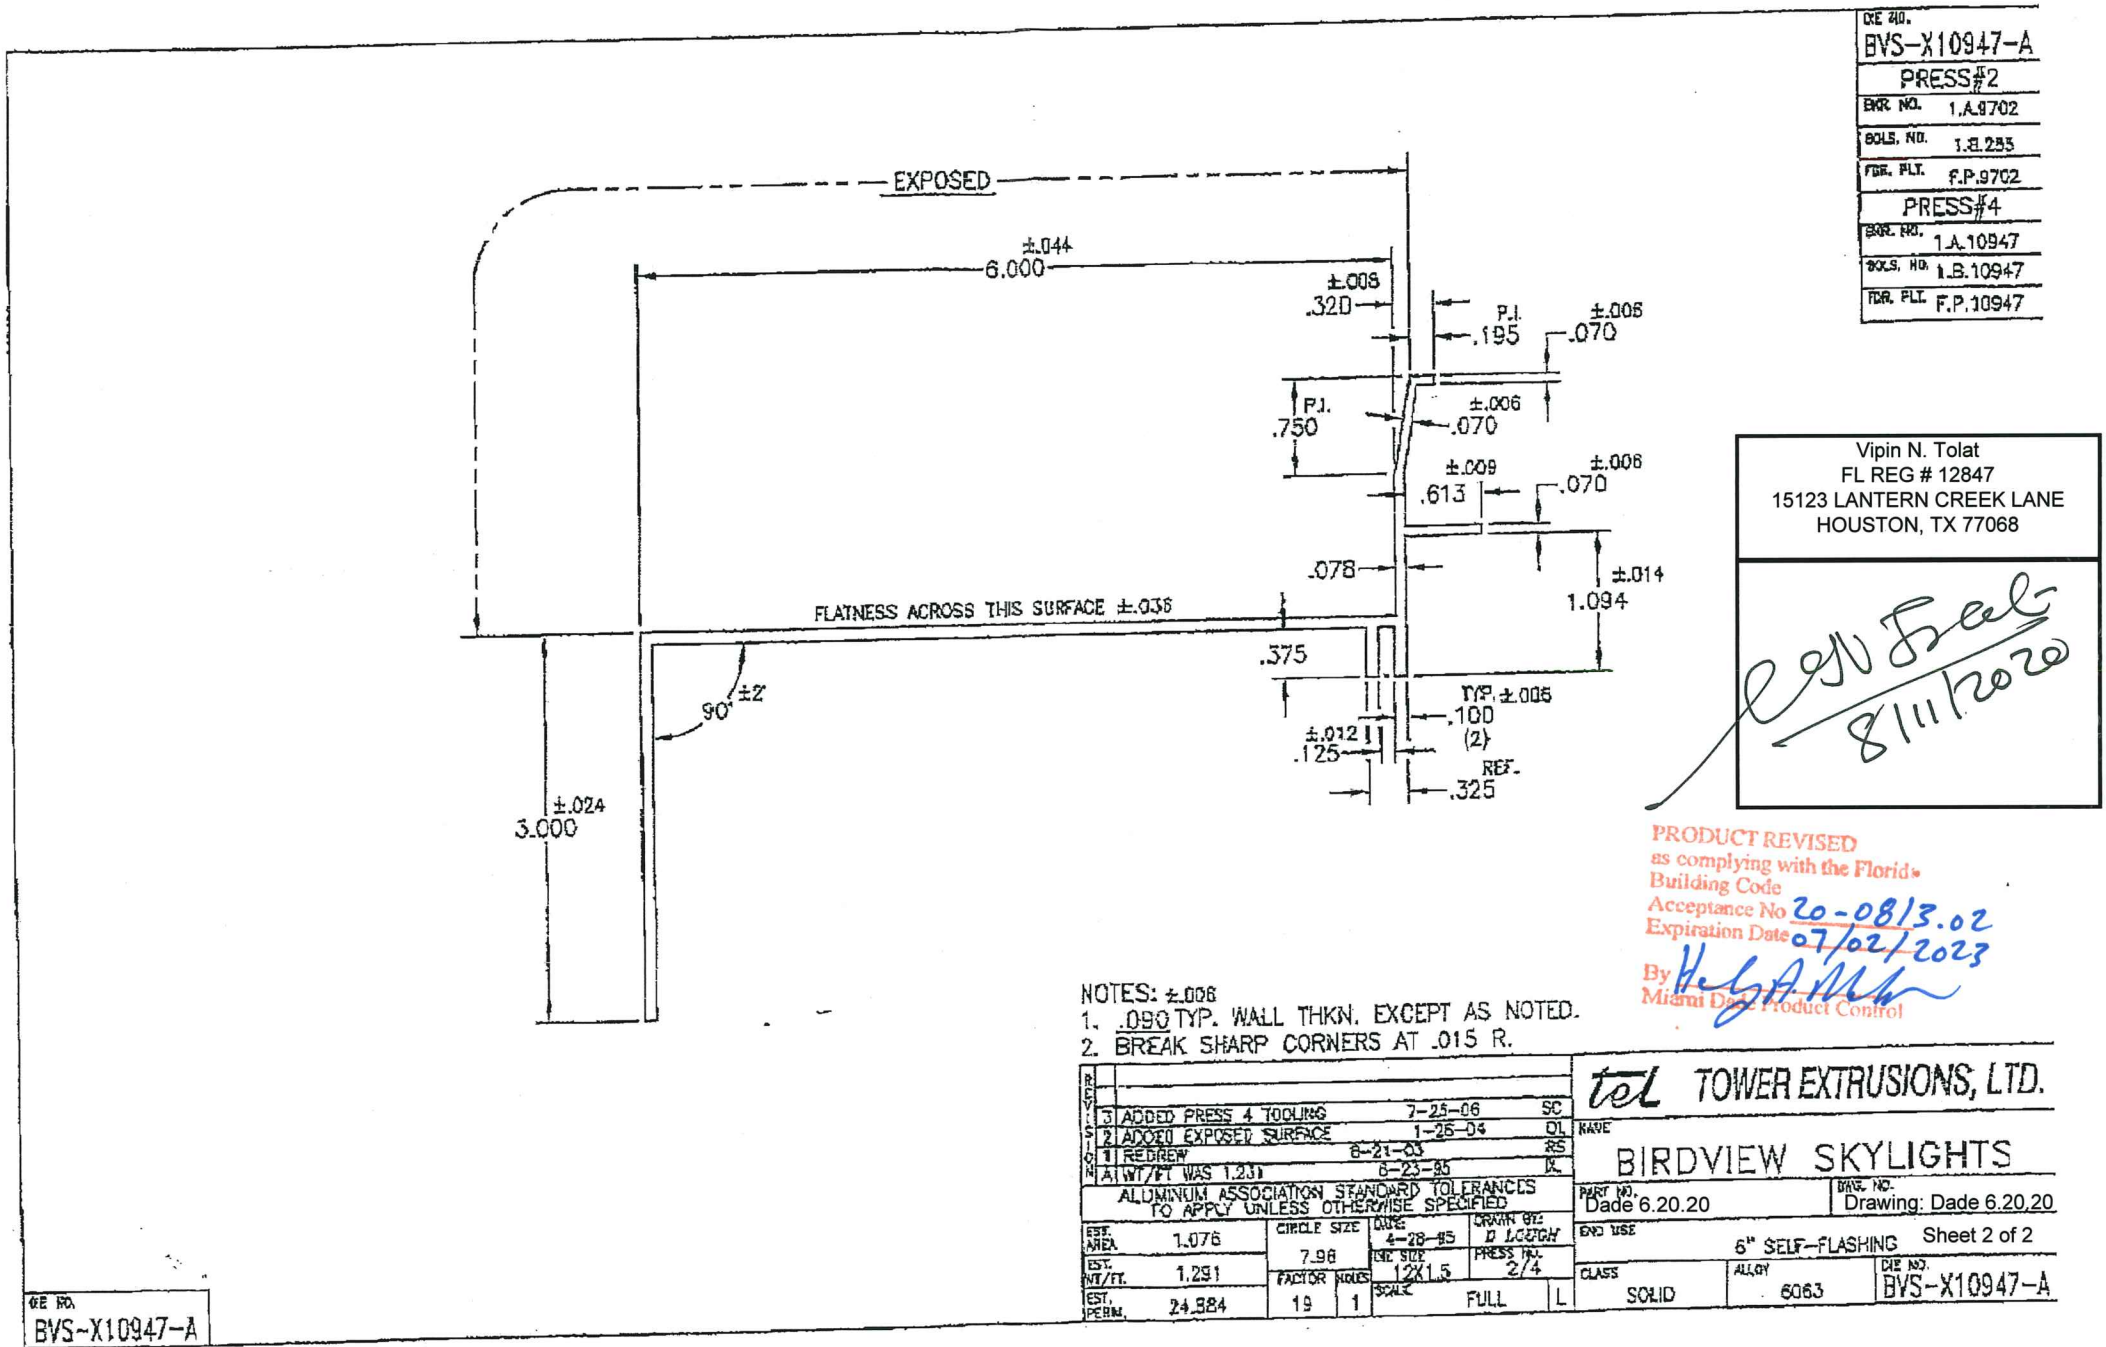 DIE NO.
BVS-X10947-A
PRESS#2
BKR NO. 1.A.9702
BOLS. NO. 1.B.255
FDR. PLT. F.P.9702
PRESS#4
BKR. NO. 1.A.10947
BOLS. NO. 1.B.10947
FDR. PLT. F.P.10947
EXPOSED
±.044
6.000
±.008
.320
P.I.
.195
±.006
.070
P.I.
.750
±.006
.070
±.009
.613
±.006
.070
.078
±.014
1.094
FLATNESS ACROSS THIS SURFACE ±.036
.375
90° ±2°
TYP. ±.006
.100
(2)
±.012
.125
REF.
.325
±.024
3.000
Vipin N. Tolat
FL REG # 12847
15123 LANTERN CREEK LANE
HOUSTON, TX 77068
8/11/2020
PRODUCT REVISED
as complying with the Florida
Building Code
Acceptance No 20-0813.02
Expiration Date 07/02/2023
By
Miami Dade Product Control
NOTES: ±.006
1. .090 TYP. WALL THKN. EXCEPT AS NOTED.
2. BREAK SHARP CORNERS AT .015 R.
REVISION
3 ADDED PRESS 4 TOOLING 7-25-06 SC
2 ADDED EXPOSED SURFACE 1-26-04 DL
1 REDREW 8-21-03 RS
A WT/FT WAS 1.231 6-23-95
ALUMINUM ASSOCIATION STANDARD TOLERANCES
TO APPLY UNLESS OTHERWISE SPECIFIED
EST. AREA 1.076
EST. WT/FT. 1.291
EST. PERIM. 24.884
CIRCLE SIZE
7.96
FACTOR
19
HOLES
1
DATE:
4-28-95
DRAWN BY:
D LOUGH
DIE SIZE
12X1.5
PRESS NO.
2/4
SCALE
FULL
L
tel TOWER EXTRUSIONS, LTD.
NAME
BIRDVIEW SKYLIGHTS
PART NO.
Dade 6.20.20
DWG. NO.
Drawing: Dade 6.20,20
END USE
6" SELF-FLASHING
Sheet 2 of 2
CLASS
SOLID
ALLOY
6063
DIE NO.
BVS-X10947-A
DIE NO.
BVS-X10947-A